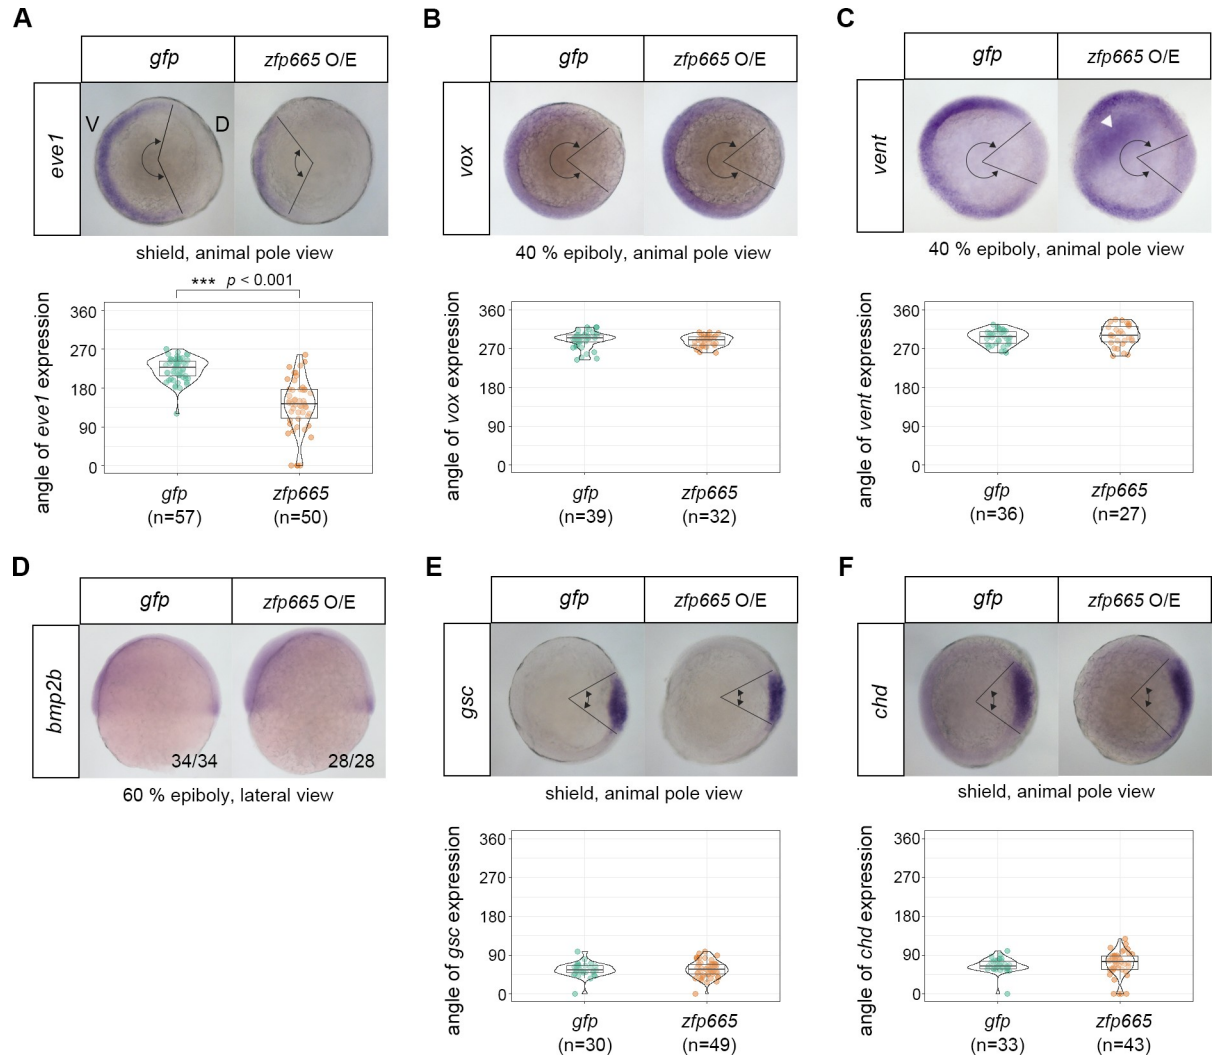 A
gfp
zfp665 O/E
eve1
V
D
shield, animal pole view
*** p < 0.001
angle of eve1 expression
360
270
180
90
0
gfp
(n=57)
zfp665
(n=50)
B
gfp
zfp665 O/E
vox
40 % epiboly, animal pole view
angle of vox expression
360
270
180
90
0
gfp
(n=39)
zfp665
(n=32)
C
gfp
zfp665 O/E
vent
40 % epiboly, animal pole view
angle of vent expression
360
270
180
90
0
gfp
(n=36)
zfp665
(n=27)
D
gfp
zfp665 O/E
bmp2b
34/34
28/28
60 % epiboly, lateral view
E
gfp
zfp665 O/E
gsc
shield, animal pole view
angle of gsc expression
360
270
180
90
0
gfp
(n=30)
zfp665
(n=49)
F
gfp
zfp665 O/E
chd
shield, animal pole view
angle of chd expression
360
270
180
90
0
gfp
(n=33)
zfp665
(n=43)